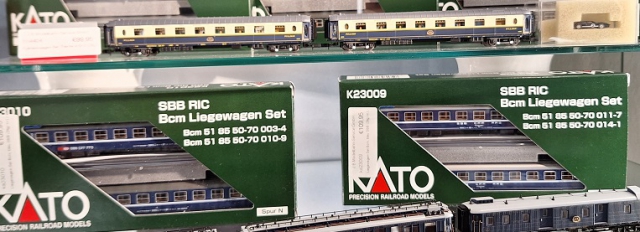 3010
SBB RIC
Bcm Liegewagen Set
Bcm 51 85 50-70 003-4
Bcm 51 85 50-70 010-9
KATO
PRECISION RAILROAD MODELS
Spur N
K23009
SBB RIC
Bcm Liegewagen Set
Bcm 51 85 50-70 011-7
Bcm 51 85 50-70 014-1
KATO
PRECISION RAILROAD MODELS